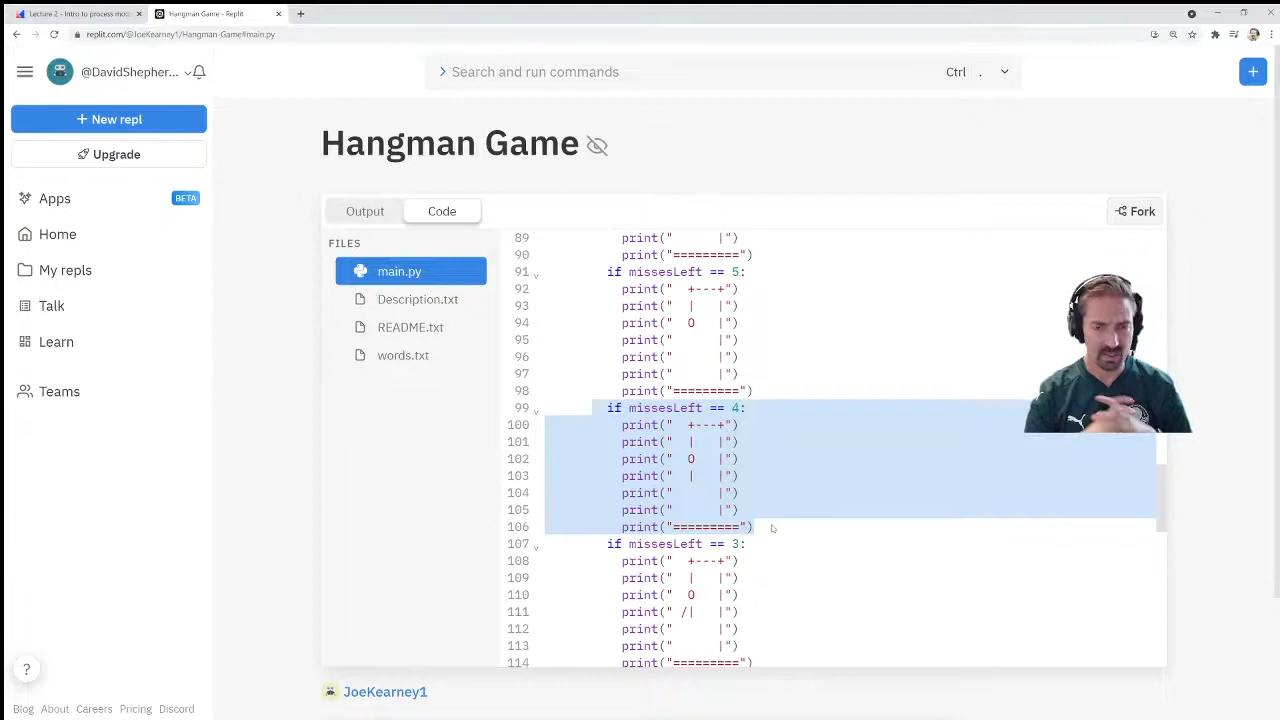 Lecture 2 - Intro to process mod
Hangman Game - Replit
replit.com/@JoeKearney1/Hangman-Game#main.py
@DavidShepher...
Search and run commands
Ctrl .
+ New repl
Upgrade
Apps BETA
Home
My repls
Talk
Learn
Teams
Hangman Game
Output Code
Fork
FILES
main.py
Description.txt
README.txt
words.txt
89 print("      |")
90 print("=========")
91 if missesLeft == 5:
92 print("  +---+")
93 print("  |   |")
94 print("  O   |")
95 print("      |")
96 print("      |")
97 print("      |")
98 print("=========")
99 if missesLeft == 4:
100 print("  +---+")
101 print("  |   |")
102 print("  O   |")
103 print("  |   |")
104 print("      |")
105 print("      |")
106 print("=========")
107 if missesLeft == 3:
108 print("  +---+")
109 print("  |   |")
110 print("  O   |")
111 print(" /|   |")
112 print("      |")
113 print("      |")
114 print("=========")
JoeKearney1
?
Blog About Careers Pricing Discord